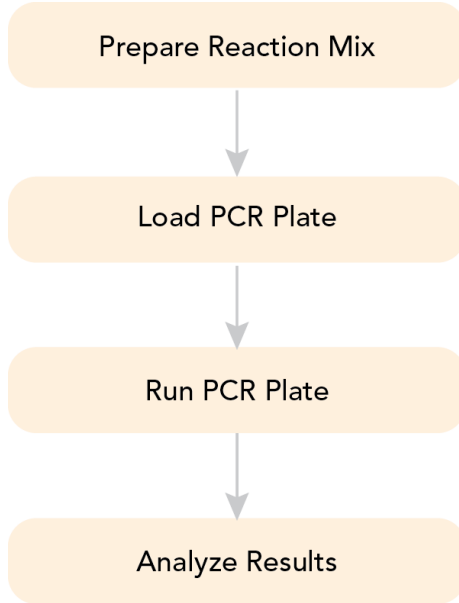 Prepare Reaction Mix
Load PCR Plate
Run PCR Plate
Analyze Results